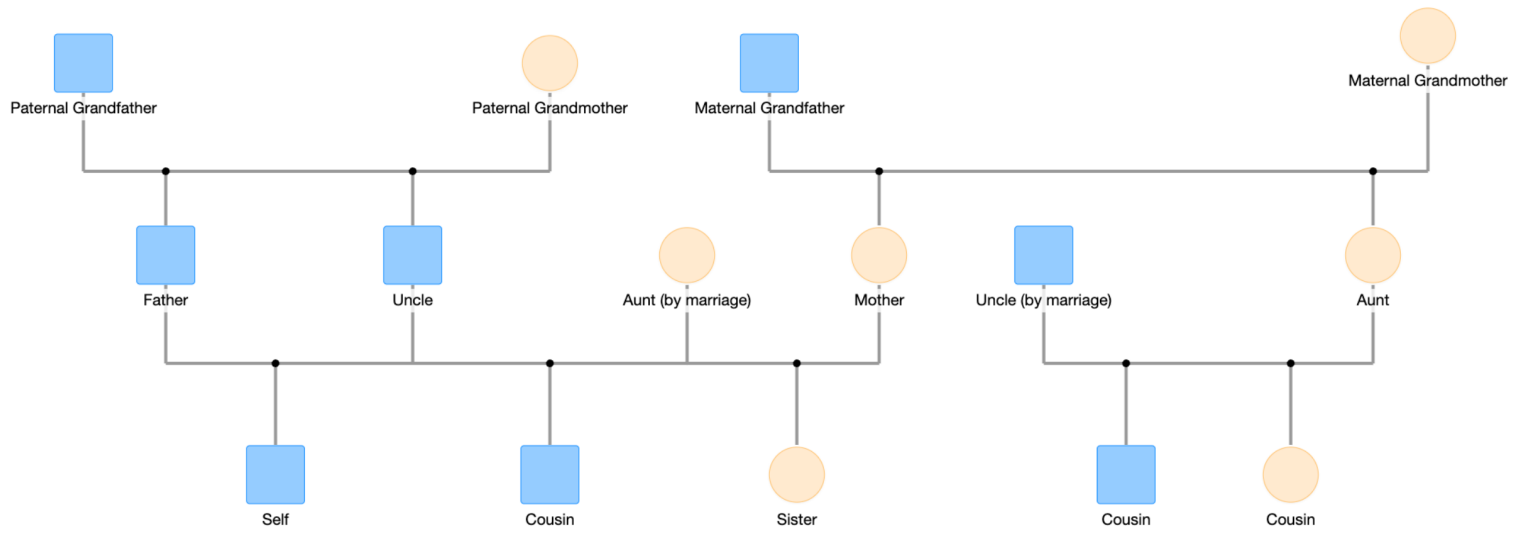 Maternal Grandmother
Paternal Grandfather
Paternal Grandmother
Maternal Grandfather
Father
Uncle
Aunt (by marriage)
Mother
Uncle (by marriage)
Aunt
Self
Cousin
Sister
Cousin
Cousin